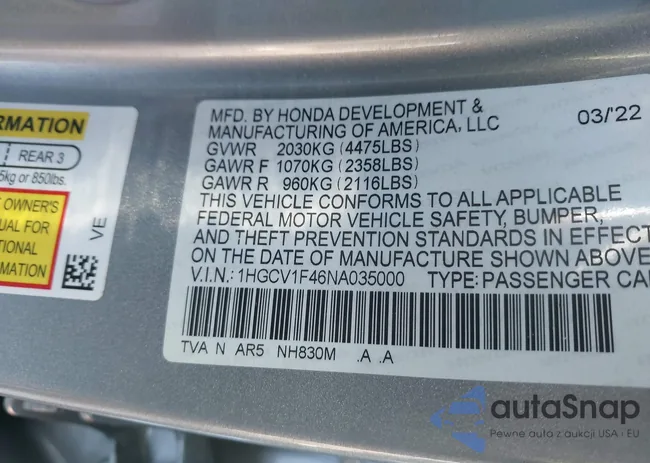 RMATION
REAR 3
5kg or 850lbs.
T OWNER'S
NUAL FOR
TIONAL
RMATION
VE
MFD. BY HONDA DEVELOPMENT &
MANUFACTURING OF AMERICA, LLC
03/'22
GVWR 2030KG (4475LBS)
GAWR F 1070KG (2358LBS)
GAWR R 960KG (2116LBS)
THIS VEHICLE CONFORMS TO ALL APPLICABLE
FEDERAL MOTOR VEHICLE SAFETY, BUMPER,
AND THEFT PREVENTION STANDARDS IN EFFECT
ON THE DATE OF MANUFACTURE SHOWN ABOVE
V.I.N.: 1HGCV1F46NA035000 TYPE: PASSENGER CA
TVA N AR5 NH830M .A .A
autaSnap
Pewne auta z aukcji USA i EU